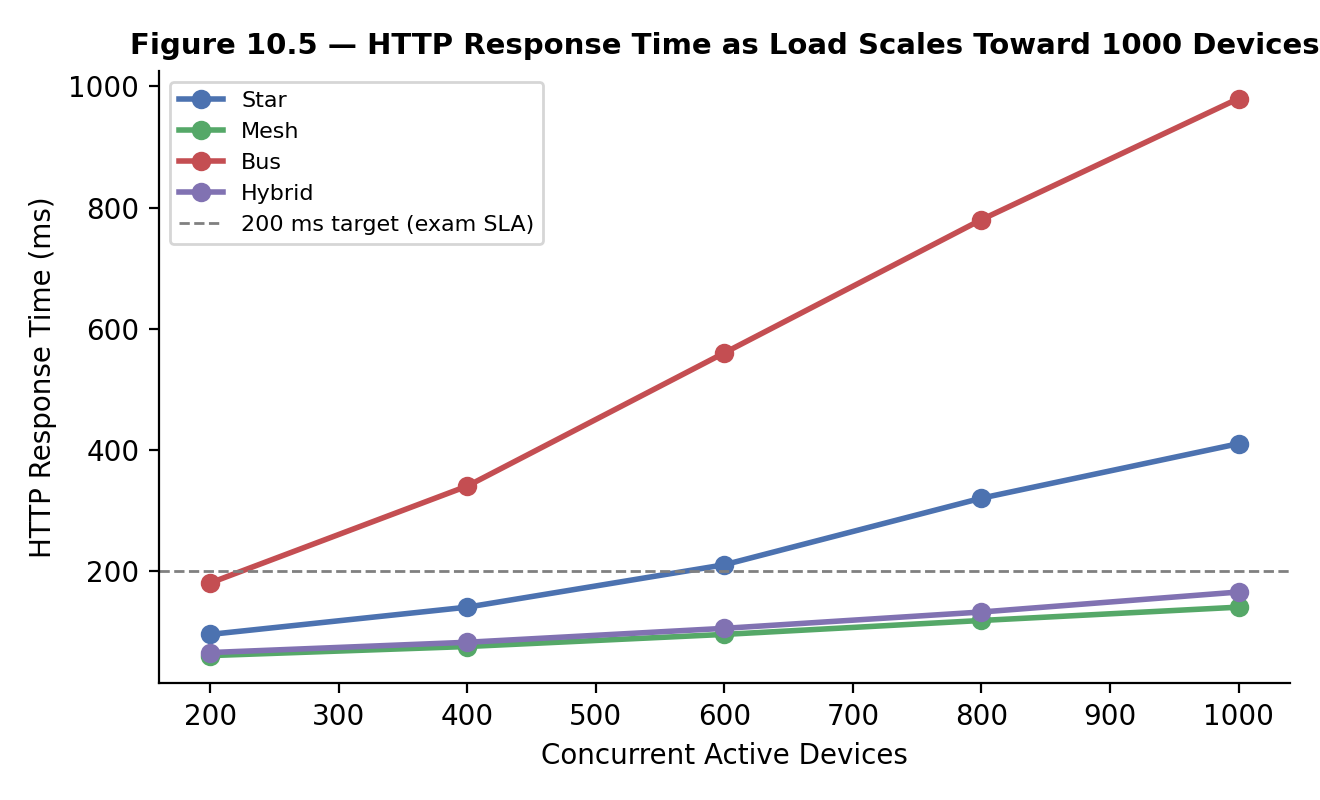 Figure 10.5 — HTTP Response Time as Load Scales Toward 1000 Devices
1000
800
600
400
200
HTTP Response Time (ms)
Star
Mesh
Bus
Hybrid
200 ms target (exam SLA)
200 300 400 500 600 700 800 900 1000
Concurrent Active Devices